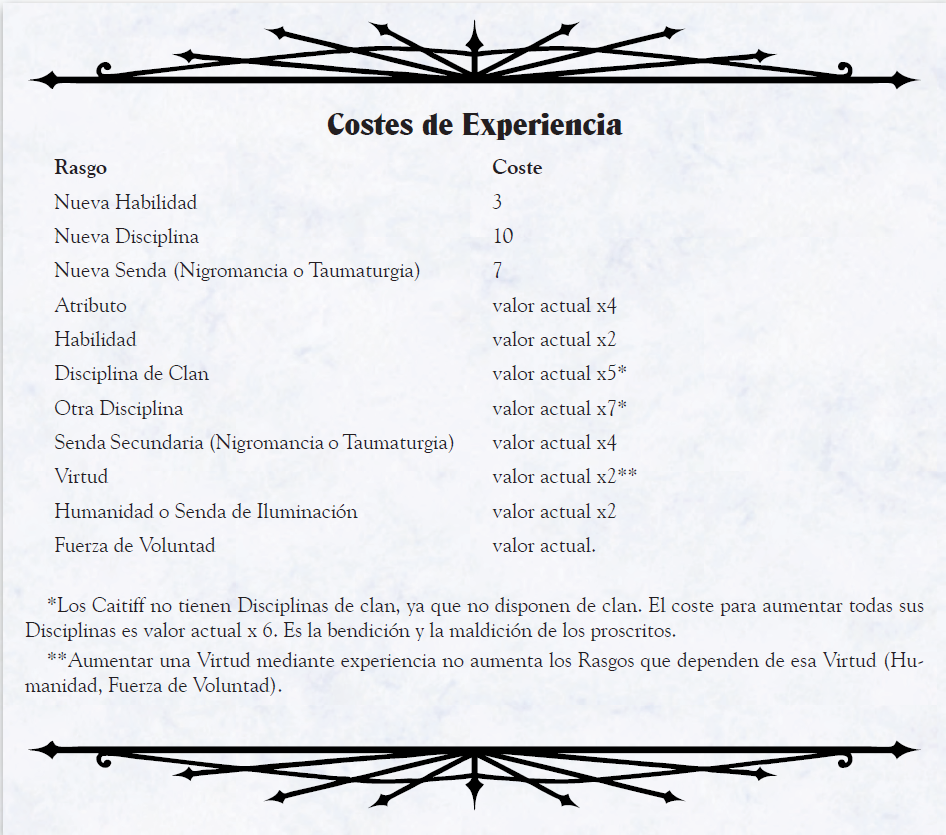 Costes de Experiencia
Rasgo Coste
Nueva Habilidad 3
Nueva Disciplina 10
Nueva Senda (Nigromancia o Taumaturgia) 7
Atributo valor actual x4
Habilidad valor actual x2
Disciplina de Clan valor actual x5*
Otra Disciplina valor actual x7*
Senda Secundaria (Nigromancia o Taumaturgia) valor actual x4
Virtud valor actual x2**
Humanidad o Senda de Iluminación valor actual x2
Fuerza de Voluntad valor actual.
*Los Caitiff no tienen Disciplinas de clan, ya que no disponen de clan. El coste para aumentar todas sus
Disciplinas es valor actual x 6. Es la bendición y la maldición de los proscritos.
**Aumentar una Virtud mediante experiencia no aumenta los Rasgos que dependen de esa Virtud (Hu-
manidad, Fuerza de Voluntad).